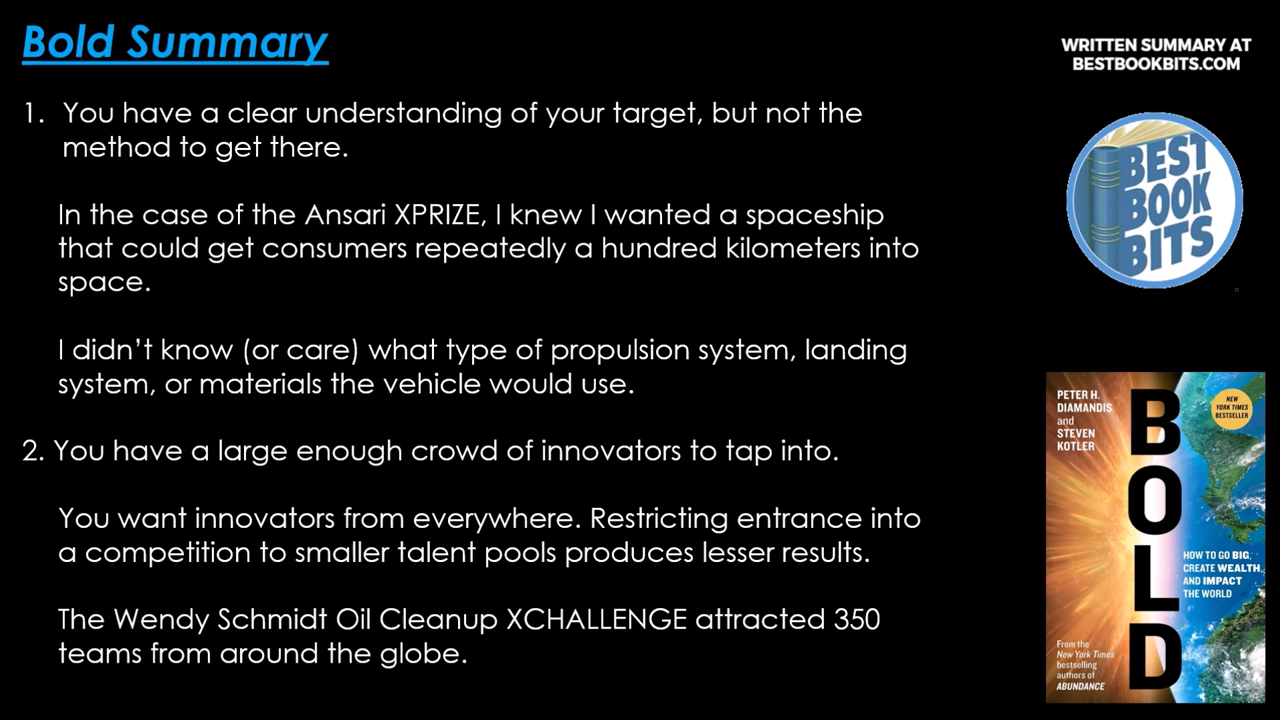 Bold Summary
1. You have a clear understanding of your target, but not the
method to get there.
In the case of the Ansari XPRIZE, I knew I wanted a spaceship
that could get consumers repeatedly a hundred kilometers into
space.
I didn’t know (or care) what type of propulsion system, landing
system, or materials the vehicle would use.
2. You have a large enough crowd of innovators to tap into.
You want innovators from everywhere. Restricting entrance into
a competition to smaller talent pools produces lesser results.
The Wendy Schmidt Oil Cleanup XCHALLENGE attracted 350
teams from around the globe.
WRITTEN SUMMARY AT
BESTBOOKBITS.COM
BEST
BOOK
BITS
PETER H.
DIAMANDIS
and
STEVEN
KOTLER
NEW
YORK TIMES
BESTSELLER
BOLD
HOW TO GO BIG,
CREATE WEALTH,
AND IMPACT
THE WORLD
From the
New York Times
bestselling
authors of
ABUNDANCE